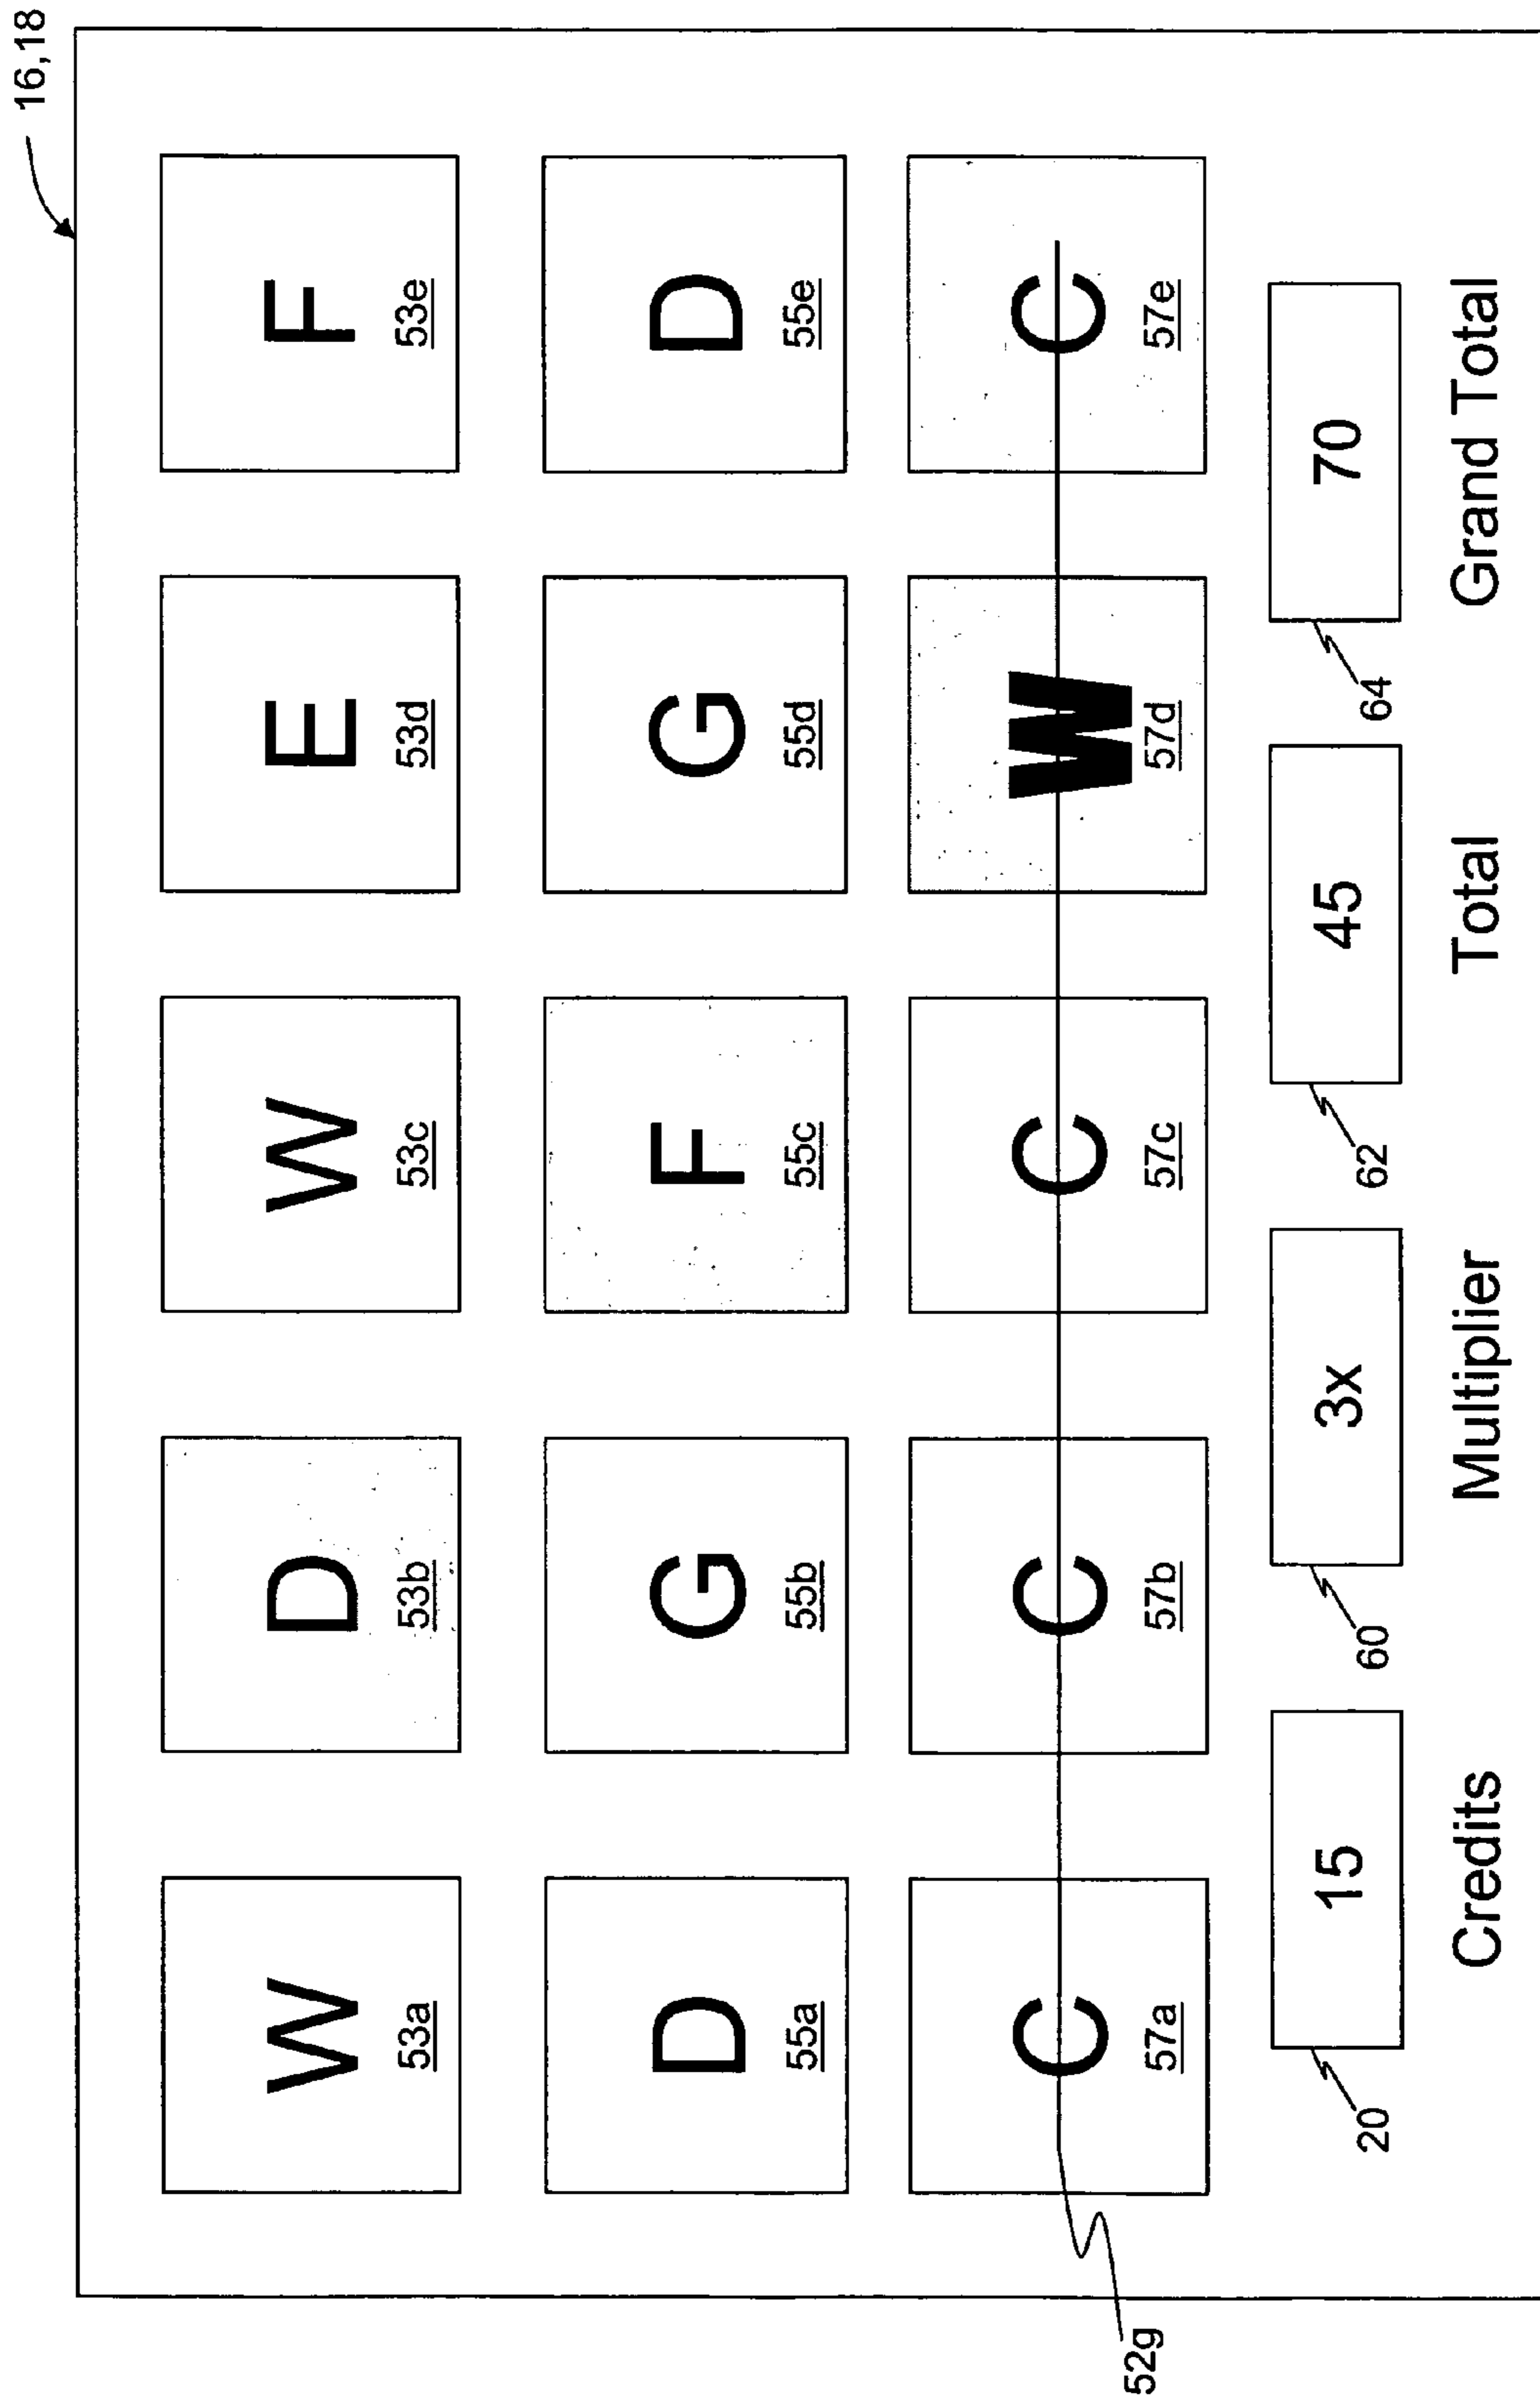 16,18
W D W E F
53a 53b 53c 53d 53e
D G F G D
55a 55b 55c 55d 55e
C C C W C
57a 57b 57c 57d 57e
52g
15 3x 45 70
20 60 62 64
Credits Multiplier Total Grand Total